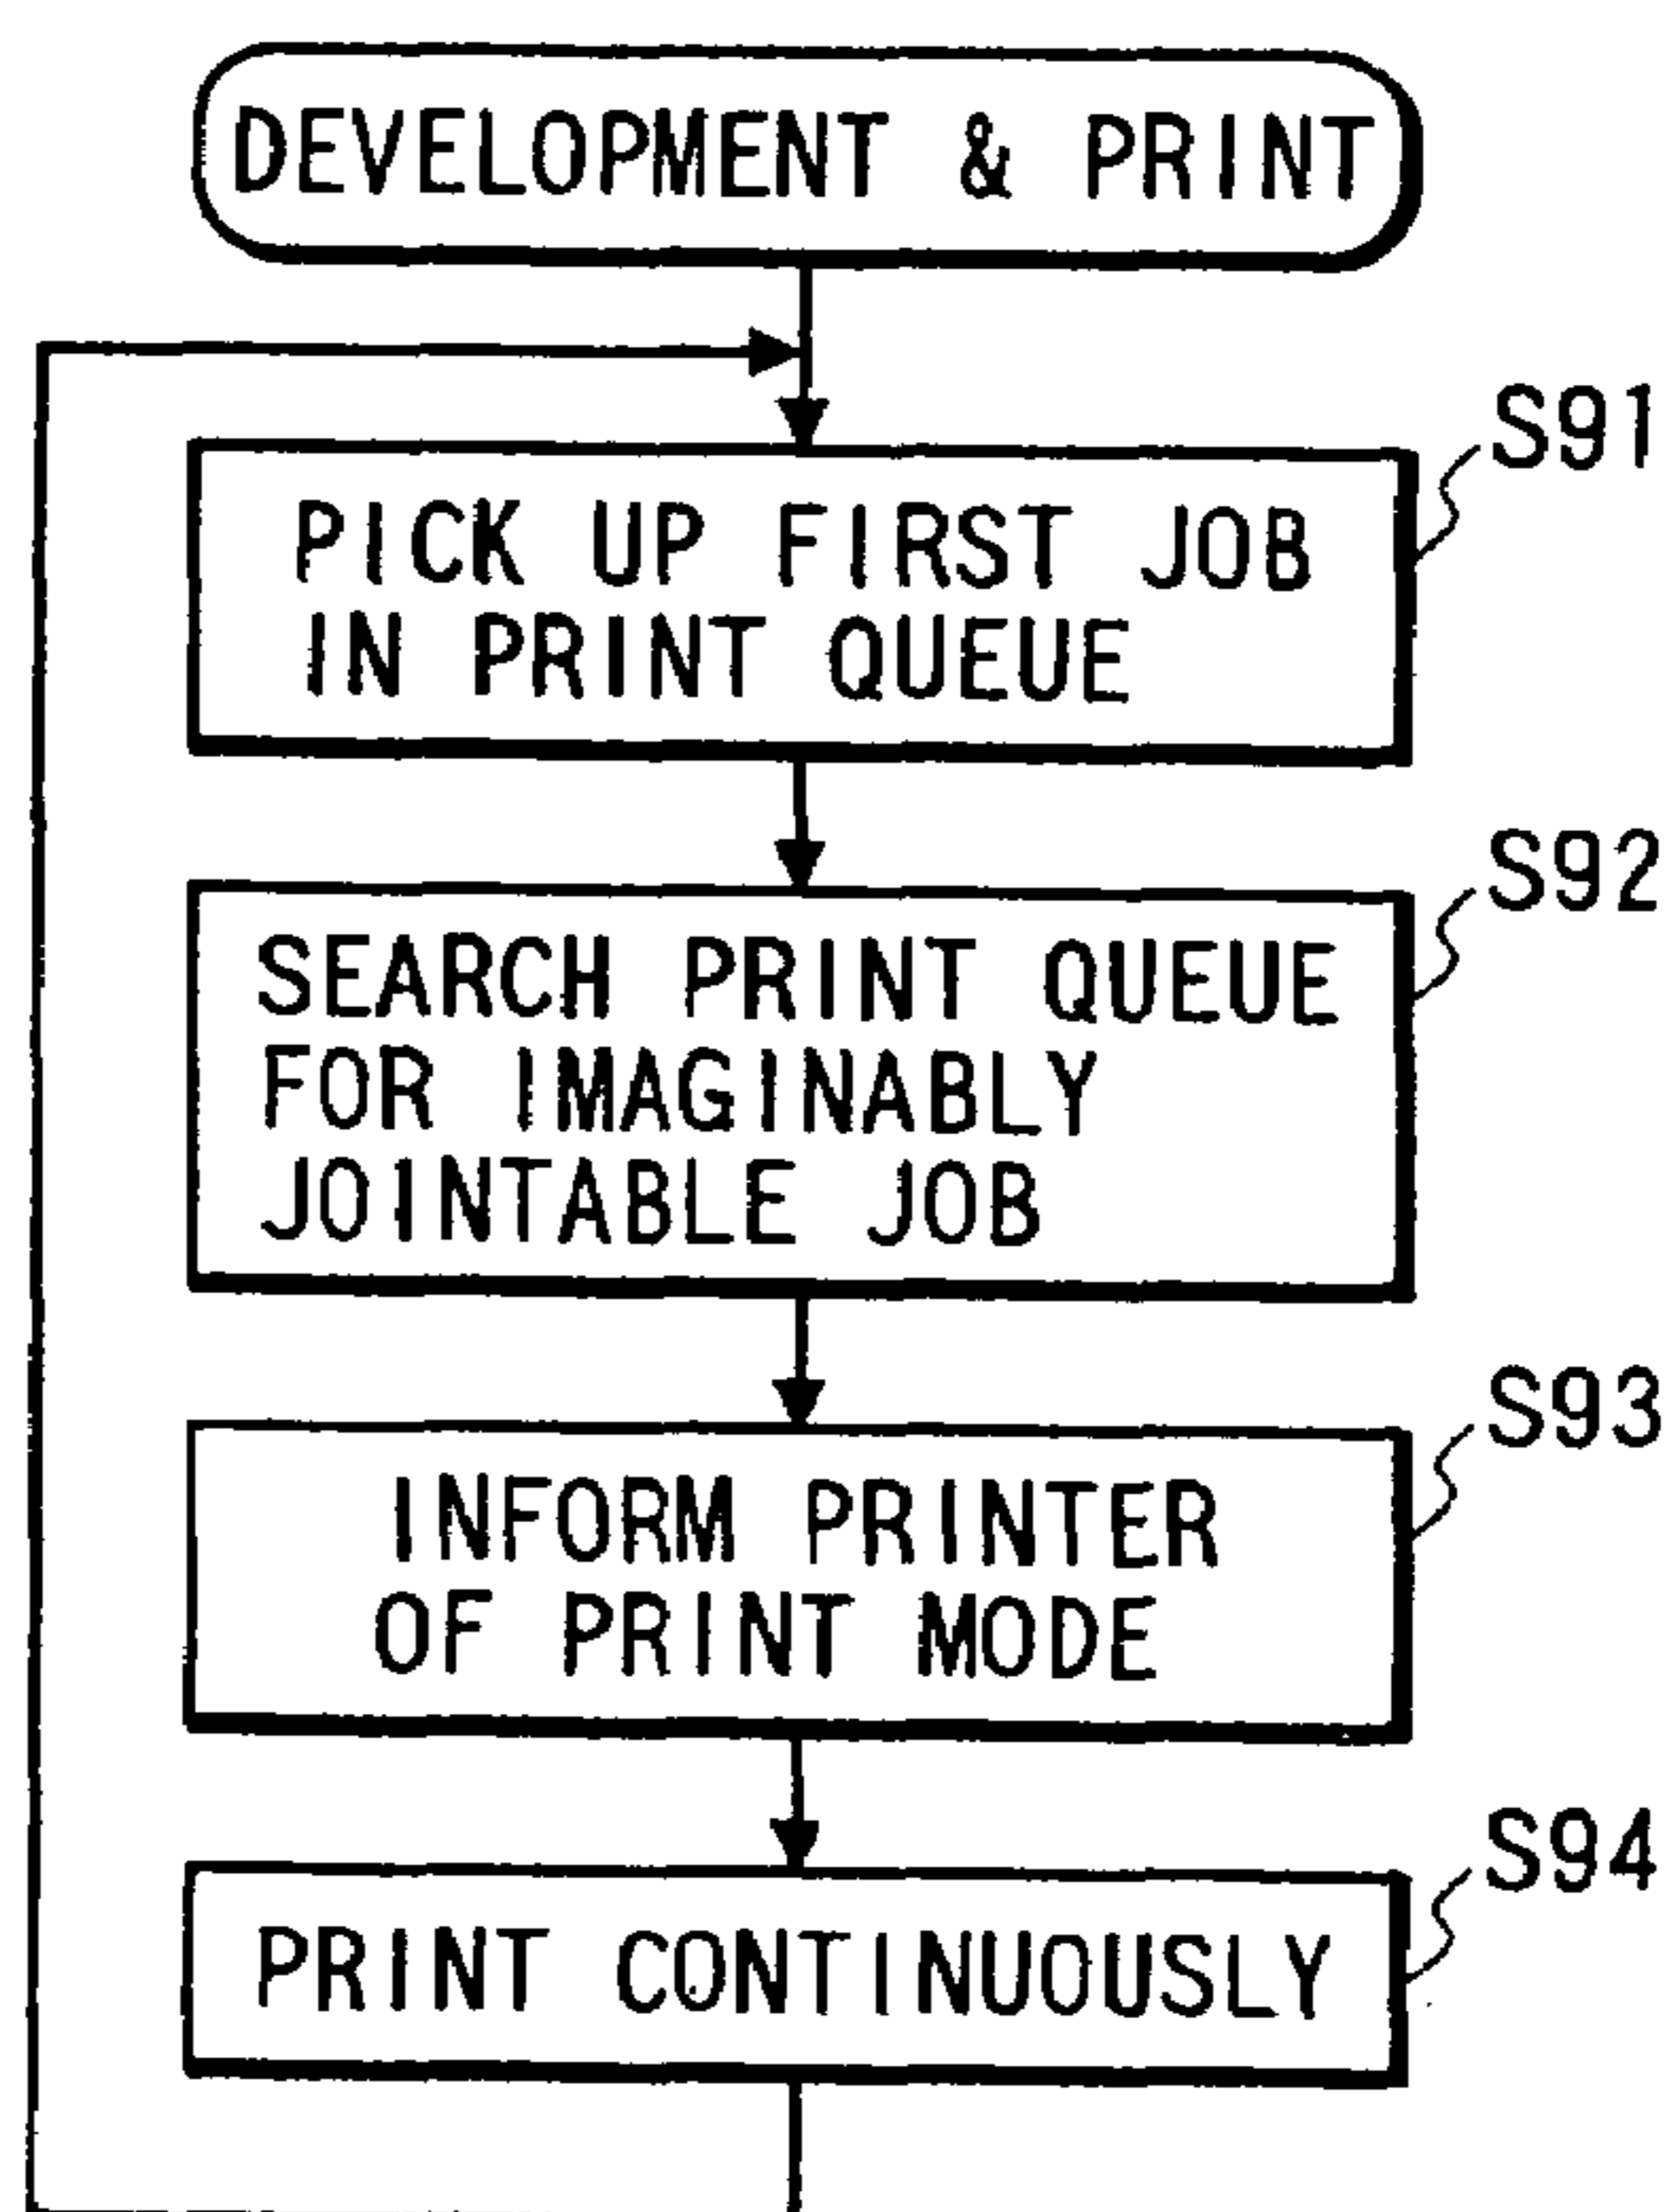 DEVELOPMENT & PRINT
S91
PICK UP FIRST JOB
IN PRINT QUEUE
S92
SEARCH PRINT QUEUE
FOR IMAGINABLY
JOINTABLE JOB
S93
INFORM PRINTER
OF PRINT MODE
S94
PRINT CONTINUOUSLY